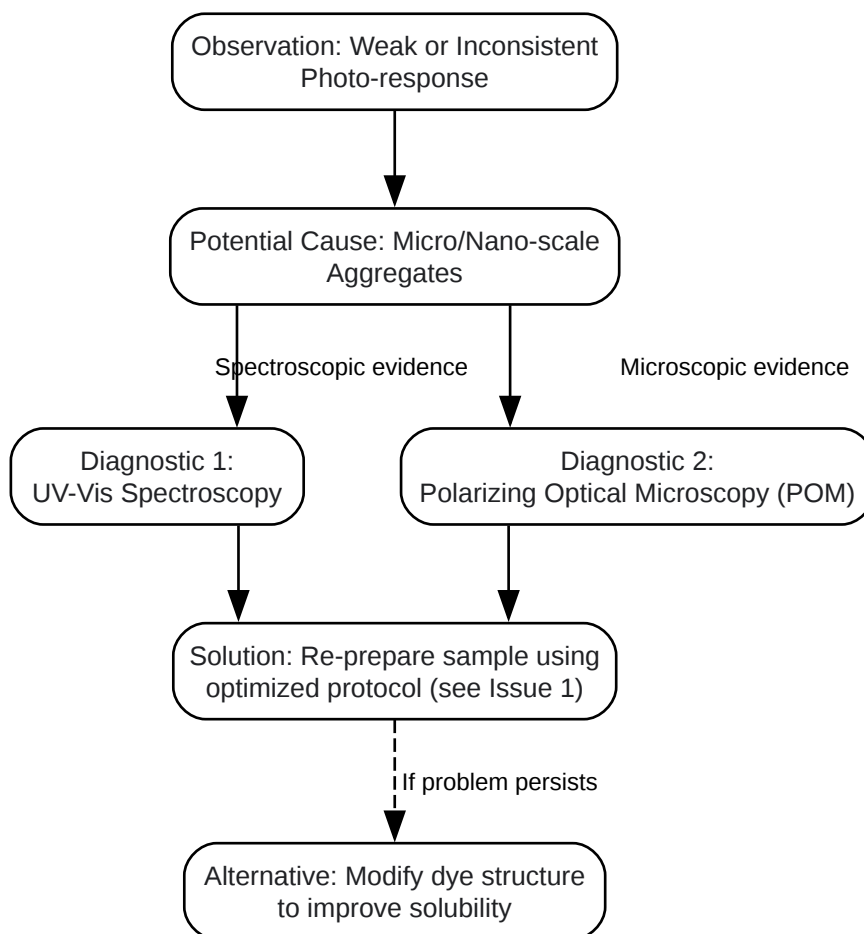 Observation: Weak or Inconsistent
Photo-response
Potential Cause: Micro/Nano-scale
Aggregates
Spectroscopic evidence
Microscopic evidence
Diagnostic 1:
UV-Vis Spectroscopy
Diagnostic 2:
Polarizing Optical Microscopy (POM)
Solution: Re-prepare sample using
optimized protocol (see Issue 1)
If problem persists
Alternative: Modify dye structure
to improve solubility